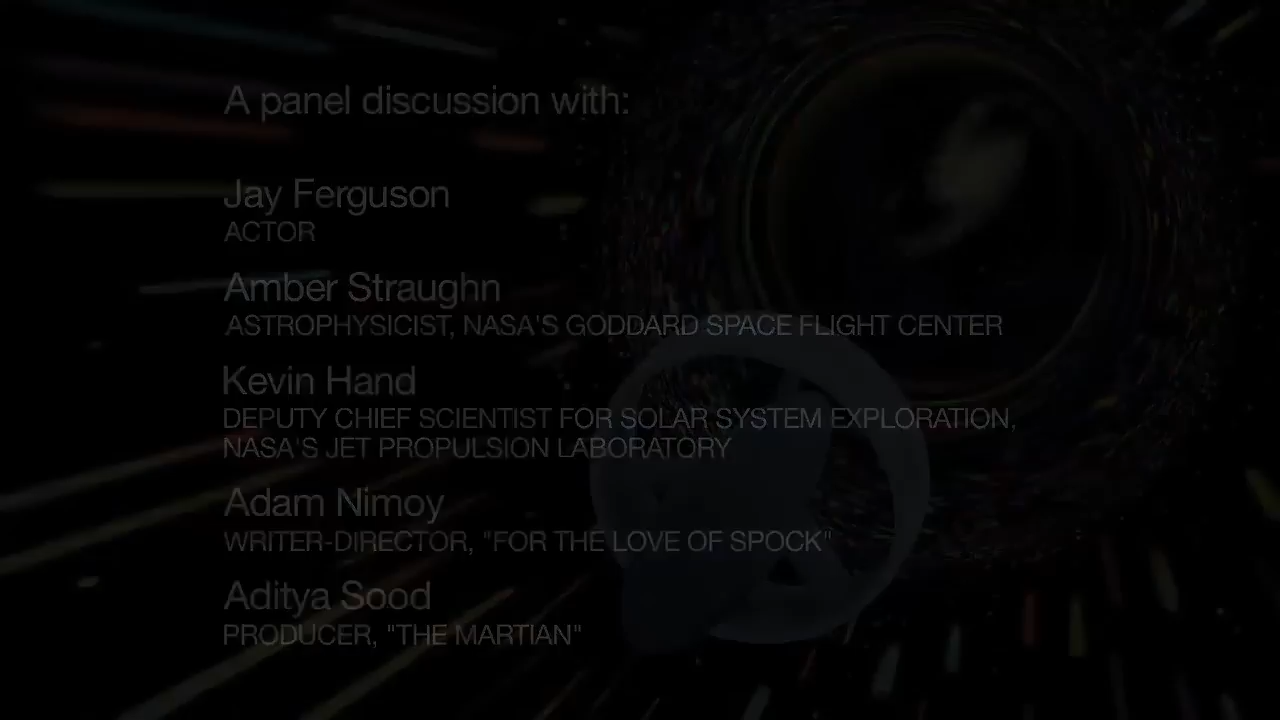 A panel discussion with:
Jay Ferguson
ACTOR
Amber Straughn
ASTROPHYSICIST, NASA'S GODDARD SPACE FLIGHT CENTER
Kevin Hand
DEPUTY CHIEF SCIENTIST FOR SOLAR SYSTEM EXPLORATION,
NASA'S JET PROPULSION LABORATORY
Adam Nimoy
WRITER-DIRECTOR, "FOR THE LOVE OF SPOCK"
Aditya Sood
PRODUCER, "THE MARTIAN"